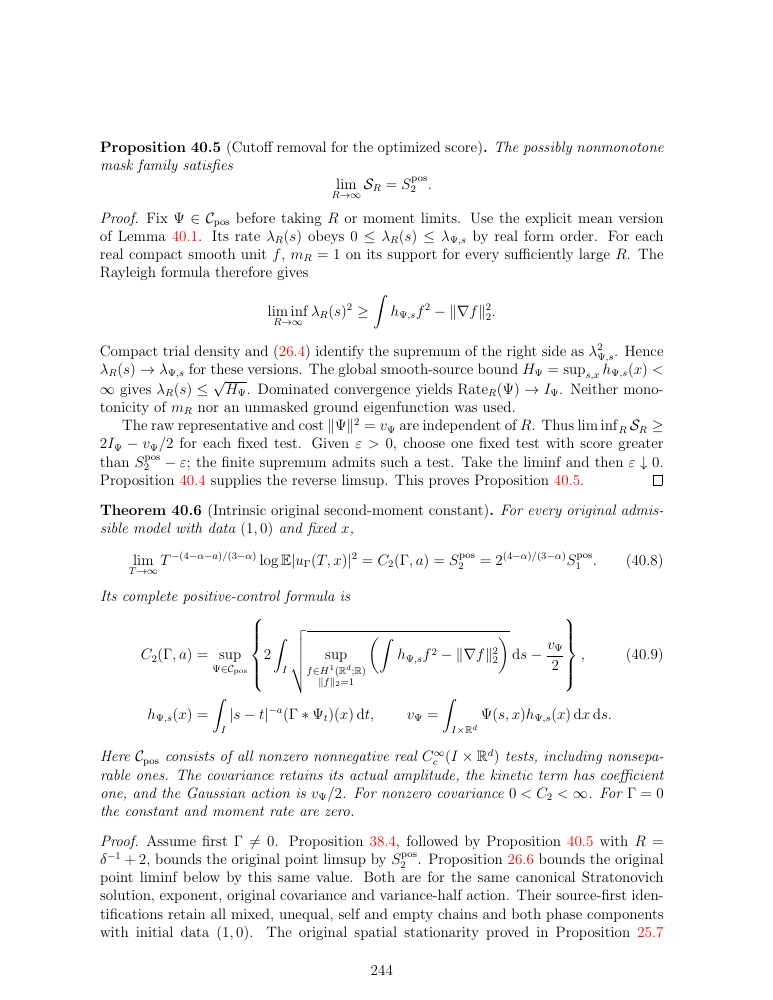 Proposition 40.5 (Cutoff removal for the optimized score). The possibly nonmonotone
mask family satisfies
lim_{R→∞} 𝒮_R = S_2^{pos}.
Proof. Fix Ψ ∈ 𝒞_pos before taking R or moment limits. Use the explicit mean version
of Lemma 40.1. Its rate λ_R(s) obeys 0 ≤ λ_R(s) ≤ λ_{Ψ,s} by real form order. For each
real compact smooth unit f, m_R = 1 on its support for every sufficiently large R. The
Rayleigh formula therefore gives
lim inf_{R→∞} λ_R(s)² ≥ ∫ h_{Ψ,s} f² − ‖∇f‖_2^2.
Compact trial density and (26.4) identify the supremum of the right side as λ_{Ψ,s}^2. Hence
λ_R(s) → λ_{Ψ,s} for these versions. The global smooth-source bound H_Ψ = sup_{s,x} h_{Ψ,s}(x) <
∞ gives λ_R(s) ≤ √H_Ψ. Dominated convergence yields Rate_R(Ψ) → I_Ψ. Neither mono-
tonicity of m_R nor an unmasked ground eigenfunction was used.
The raw representative and cost ‖Ψ‖² = v_Ψ are independent of R. Thus lim inf_R 𝒮_R ≥
2I_Ψ − v_Ψ/2 for each fixed test. Given ε > 0, choose one fixed test with score greater
than S_2^{pos} − ε; the finite supremum admits such a test. Take the liminf and then ε ↓ 0.
Proposition 40.4 supplies the reverse limsup. This proves Proposition 40.5. □
Theorem 40.6 (Intrinsic original second-moment constant). For every original admis-
sible model with data (1, 0) and fixed x,
lim_{T→∞} T^{−(4−α−a)/(3−α)} log 𝔼|u_Γ(T, x)|² = C_2(Γ, a) = S_2^{pos} = 2^{(4−α)/(3−α)} S_1^{pos}. (40.8)
Its complete positive-control formula is
C_2(Γ, a) = sup_{Ψ∈𝒞_pos} { 2 ∫_I √( sup_{f∈H^1(ℝ^d;ℝ), ‖f‖_2=1} ( ∫ h_{Ψ,s} f² − ‖∇f‖_2^2 ) ) ds − v_Ψ/2 }, (40.9)
h_{Ψ,s}(x) = ∫_I |s − t|^{−a} (Γ ∗ Ψ_t)(x) dt, v_Ψ = ∫_{I×ℝ^d} Ψ(s, x) h_{Ψ,s}(x) dx ds.
Here 𝒞_pos consists of all nonzero nonnegative real C_c^∞(I × ℝ^d) tests, including nonsepa-
rable ones. The covariance retains its actual amplitude, the kinetic term has coefficient
one, and the Gaussian action is v_Ψ/2. For nonzero covariance 0 < C_2 < ∞. For Γ = 0
the constant and moment rate are zero.
Proof. Assume first Γ ≠ 0. Proposition 38.4, followed by Proposition 40.5 with R =
δ^{−1} + 2, bounds the original point limsup by S_2^{pos}. Proposition 26.6 bounds the original
point liminf below by this same value. Both are for the same canonical Stratonovich
solution, exponent, original covariance and variance-half action. Their source-first iden-
tifications retain all mixed, unequal, self and empty chains and both phase components
with initial data (1, 0). The original spatial stationarity proved in Proposition 25.7
244